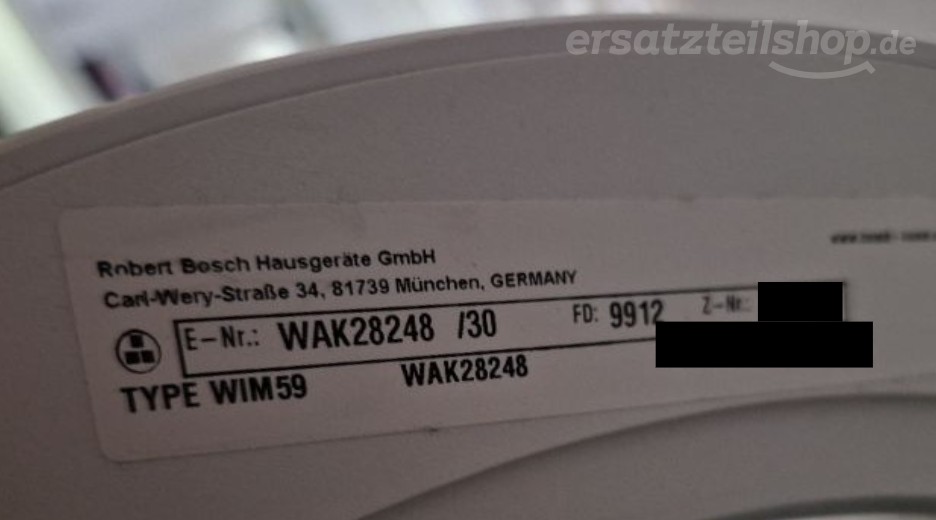 ersatzteilshop.de
Robert Bosch Hausgeräte GmbH
Carl-Wery-Straße 34, 81739 München, GERMANY
E-Nr.: WAK28248 /30 FD: 9912 Z-Nr.:
TYPE WIM59 WAK28248